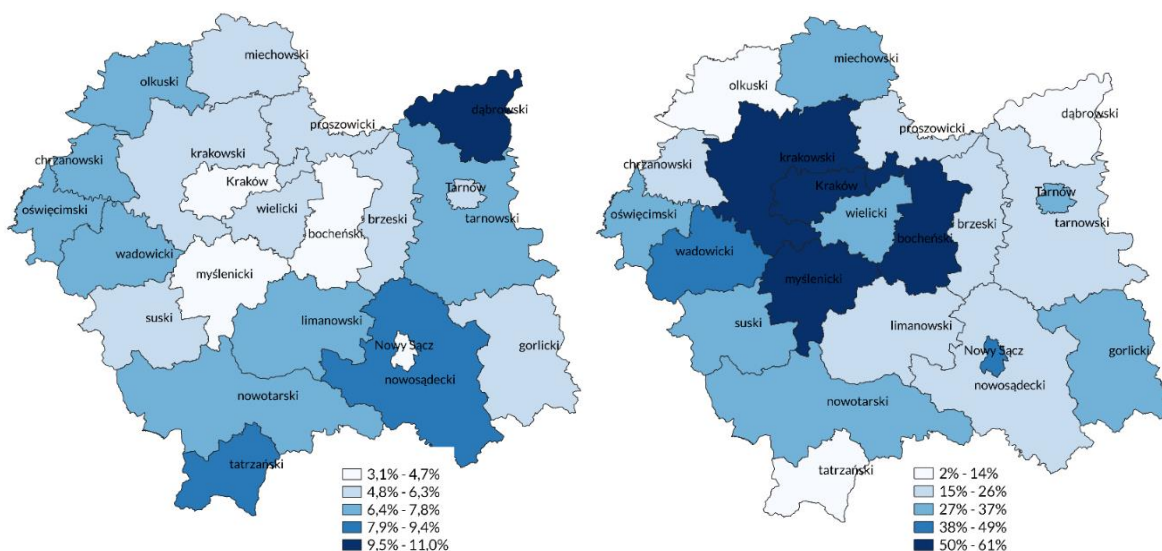 miechowski
olkuski
dąbrowski
proszowicki
krakowski
chrzanowski
Kraków
Tarnów
oświęcimski
wielicki
brzeski
tarnowski
bocheński
wadowicki
myślenicki
suski
limanowski
Nowy Sącz
gorlicki
nowosądecki
nowotarski
tatrzański
3,1% - 4,7%
4,8% - 6,3%
6,4% - 7,8%
7,9% - 9,4%
9.5% - 11.0%
miechowski
olkuski
dąbrowski
proszowicki
krakowski
chrzanowski
Kraków
Tarnów
oświęcimski
wielicki
brzeski
tarnowski
bocheński
wadowicki
myślenicki
suski
limanowski
Nowy Sącz
gorlicki
nowosądecki
nowotarski
tatrzański
2% - 14%
15% - 26%
27% - 37%
38% - 49%
50% - 61%